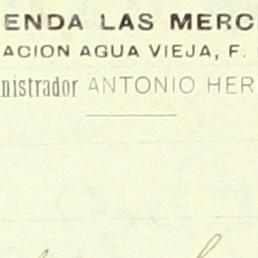 ENDA LAS MERC
ACION AGUA VIEJA, F.
nistrador ANTONIO HER